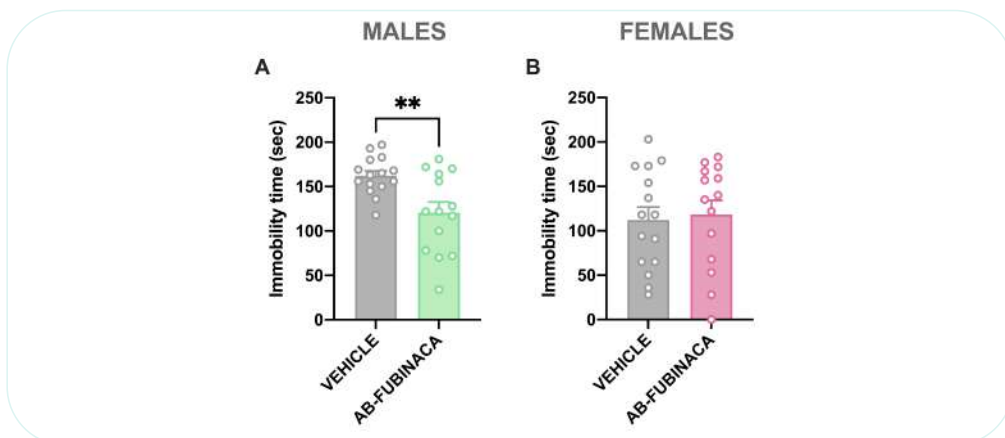 MALES
FEMALES
A
B
**
Immobility time (sec)
250
200
150
100
50
0
VEHICLE
AB-FUBINACA
Immobility time (sec)
250
200
150
100
50
0
VEHICLE
AB-FUBINACA